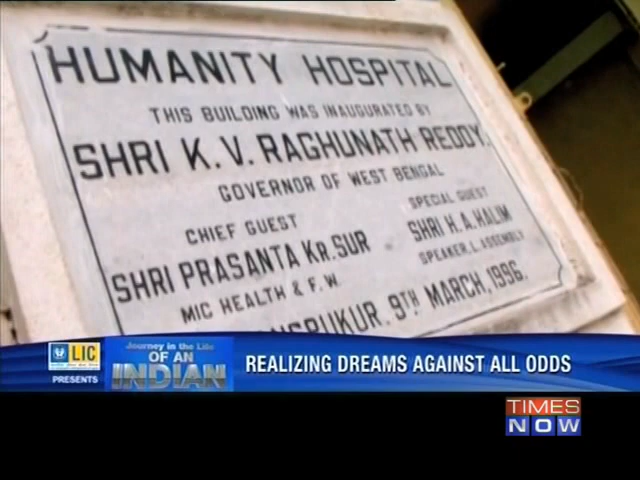 HUMANITY HOSPITAL
THIS BUILDING WAS INAUGURATED BY
SHRI K. V. RAGHUNATH REDDY.
GOVERNOR OF WEST BENGAL
CHIEF GUEST
SHRI PRASANTA KR. SUR
MIC HEALTH & F. W.
SPECIAL GUEST
SHRI H. A. HALIM
SPEAKER, L. ASSEMBLY
9TH MARCH, 1996.
LIC
PRESENTS
Journey in the Life
OF AN
INDIAN
REALIZING DREAMS AGAINST ALL ODDS
TIMES
NOW